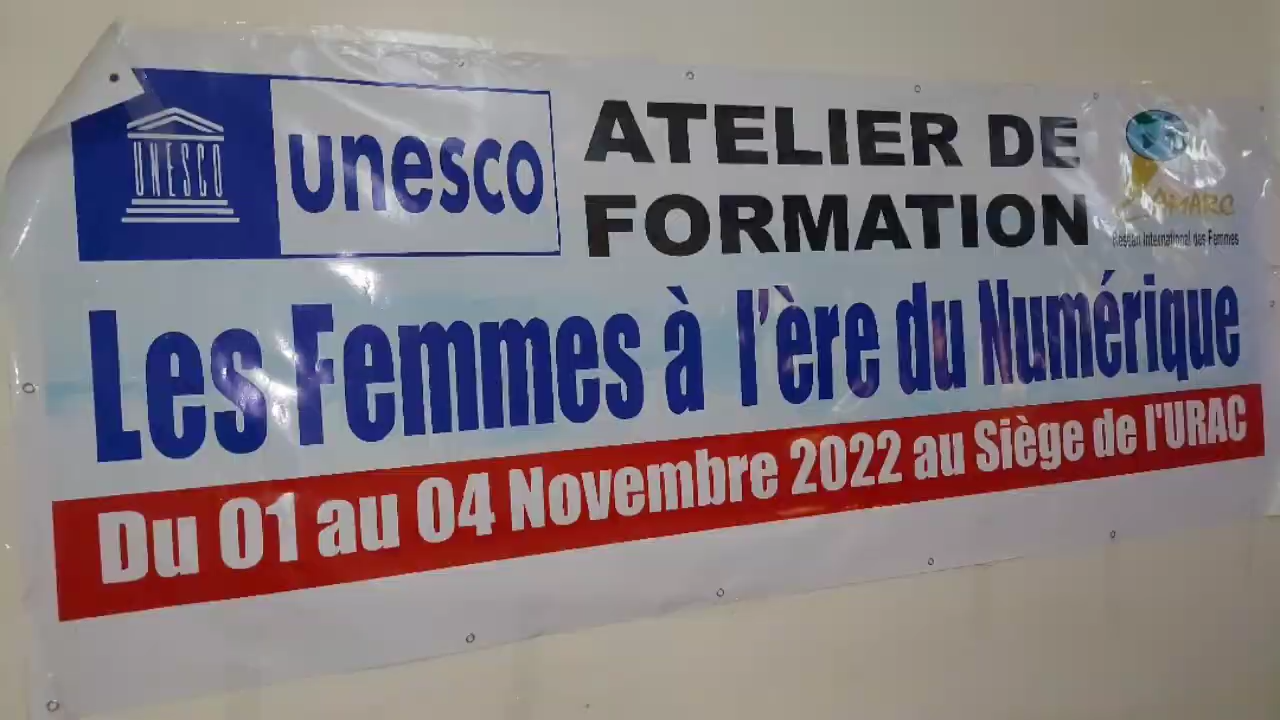 UNESCO
unesco
ATELIER DE
FORMATION
AMARC
Réseau International des Femmes
Les Femmes à l'ère du Numérique
Du 01 au 04 Novembre 2022 au Siège de l'URAC